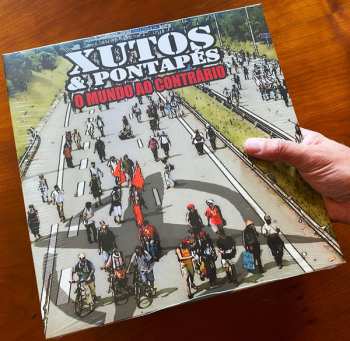 XUTOS
& PONTAPÉS
O MUNDO AO CONTRÁRIO